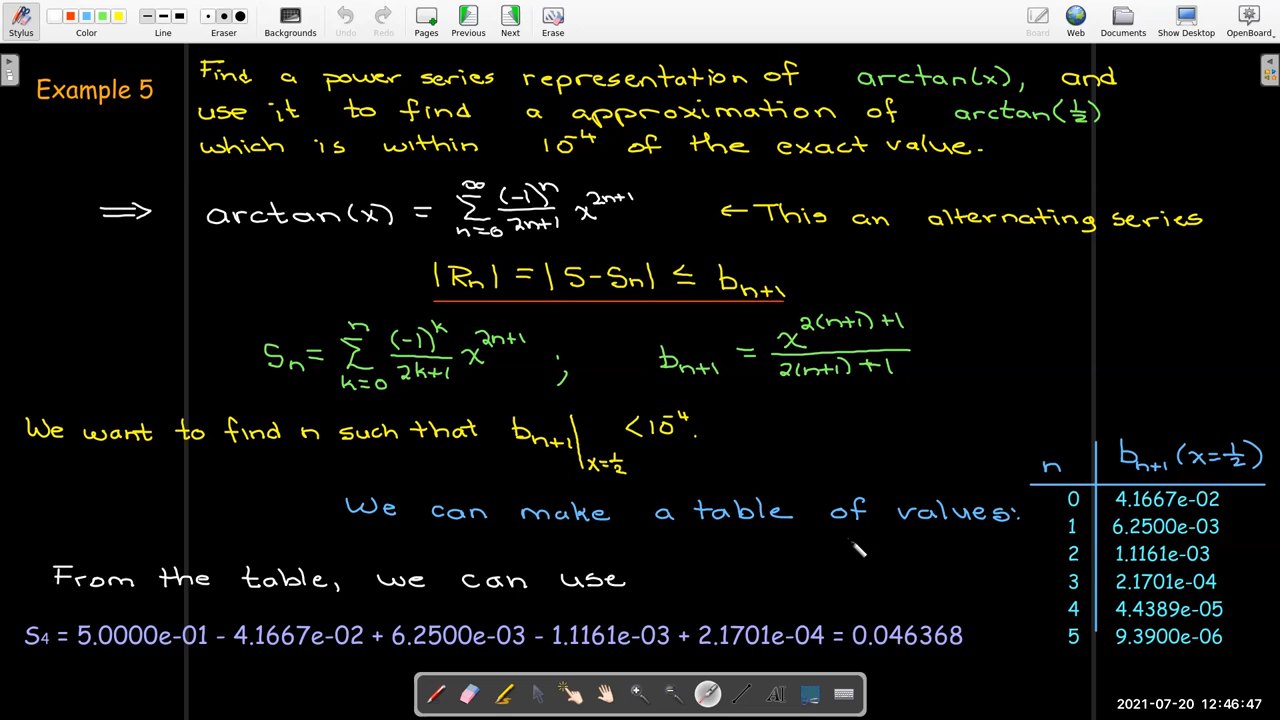 Stylus
Color
Line
Eraser
Backgrounds
Undo
Redo
Pages
Previous
Next
Erase
Board
Web
Documents
Show Desktop
OpenBoard
Example 5
Find a power series representation of arctan(x), and
use it to find a approximation of arctan(1/2)
which is within 10^-4 of the exact value.
⇒ arctan(x) = ∑_{n=0}^{∞} (-1)^n/(2n+1) x^{2n+1} ← This an alternating series
|Rn| = |S-Sn| ≤ b_{n+1}
Sn = ∑_{k=0}^{n} (-1)^k/(2k+1) x^{2n+1} ; b_{n+1} = x^{2(n+1)+1}/(2(n+1)+1)
We want to find n such that b_{n+1}|_{x=1/2} < 10^-4.
We can make a table of values:
n b_{n+1} (x=1/2)
0 4.1667e-02
1 6.2500e-03
2 1.1161e-03
3 2.1701e-04
4 4.4389e-05
5 9.3900e-06
From the table, we can use
S4 = 5.0000e-01 - 4.1667e-02 + 6.2500e-03 - 1.1161e-03 + 2.1701e-04 = 0.046368
AI
2021-07-20 12:46:47